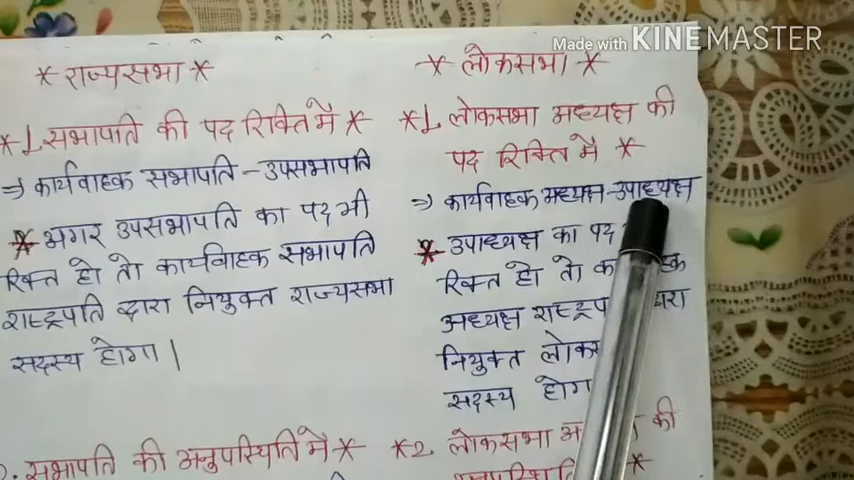 Made with KINEMASTER
* राज्यसभा *
*1. सभापति की पद रिक्ति में *
⇒ कार्यवाहक सभापति - उपसभापति
* अगर उपसभापति का पद भी
रिक्त हो तो कार्यवाहक सभापति
राष्ट्रपति द्वारा नियुक्त राज्यसभा
सदस्य होगा |
2. सभापति की अनुपस्थिति में *
* लोकसभा *
*1. लोकसभा अध्यक्ष की
पद रिक्ति में *
⇒ कार्यवाहक अध्यक्ष - उपाध्यक्ष
* उपाध्यक्ष का पद
रिक्त हो तो
अध्यक्ष
नियुक्त
सदस्य
*2. लोकसभा की